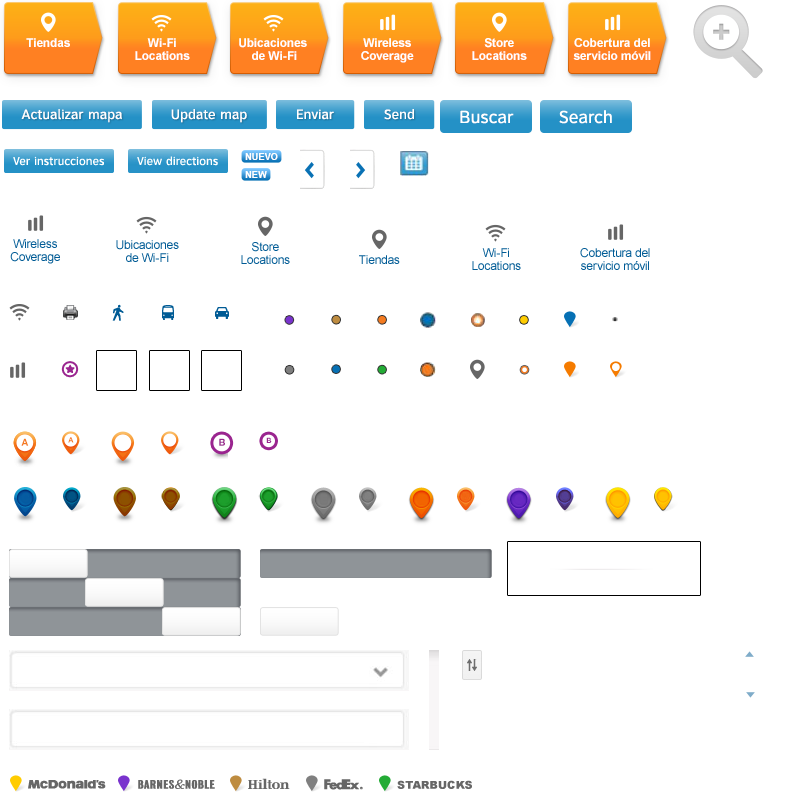 Tiendas
Wi-Fi
Locations
Ubicaciones
de Wi-Fi
Wireless
Coverage
Store
Locations
Cobertura del
servicio móvil
Actualizar mapa
Update map
Enviar
Send
Buscar
Search
Ver instrucciones
View directions
NUEVO
NEW
Wireless
Coverage
Ubicaciones
de Wi-Fi
Store
Locations
Tiendas
Wi-Fi
Locations
Cobertura del
servicio móvil
A
A
B
B
McDonald's
BARNES&NOBLE
Hilton
FedEx.
STARBUCKS